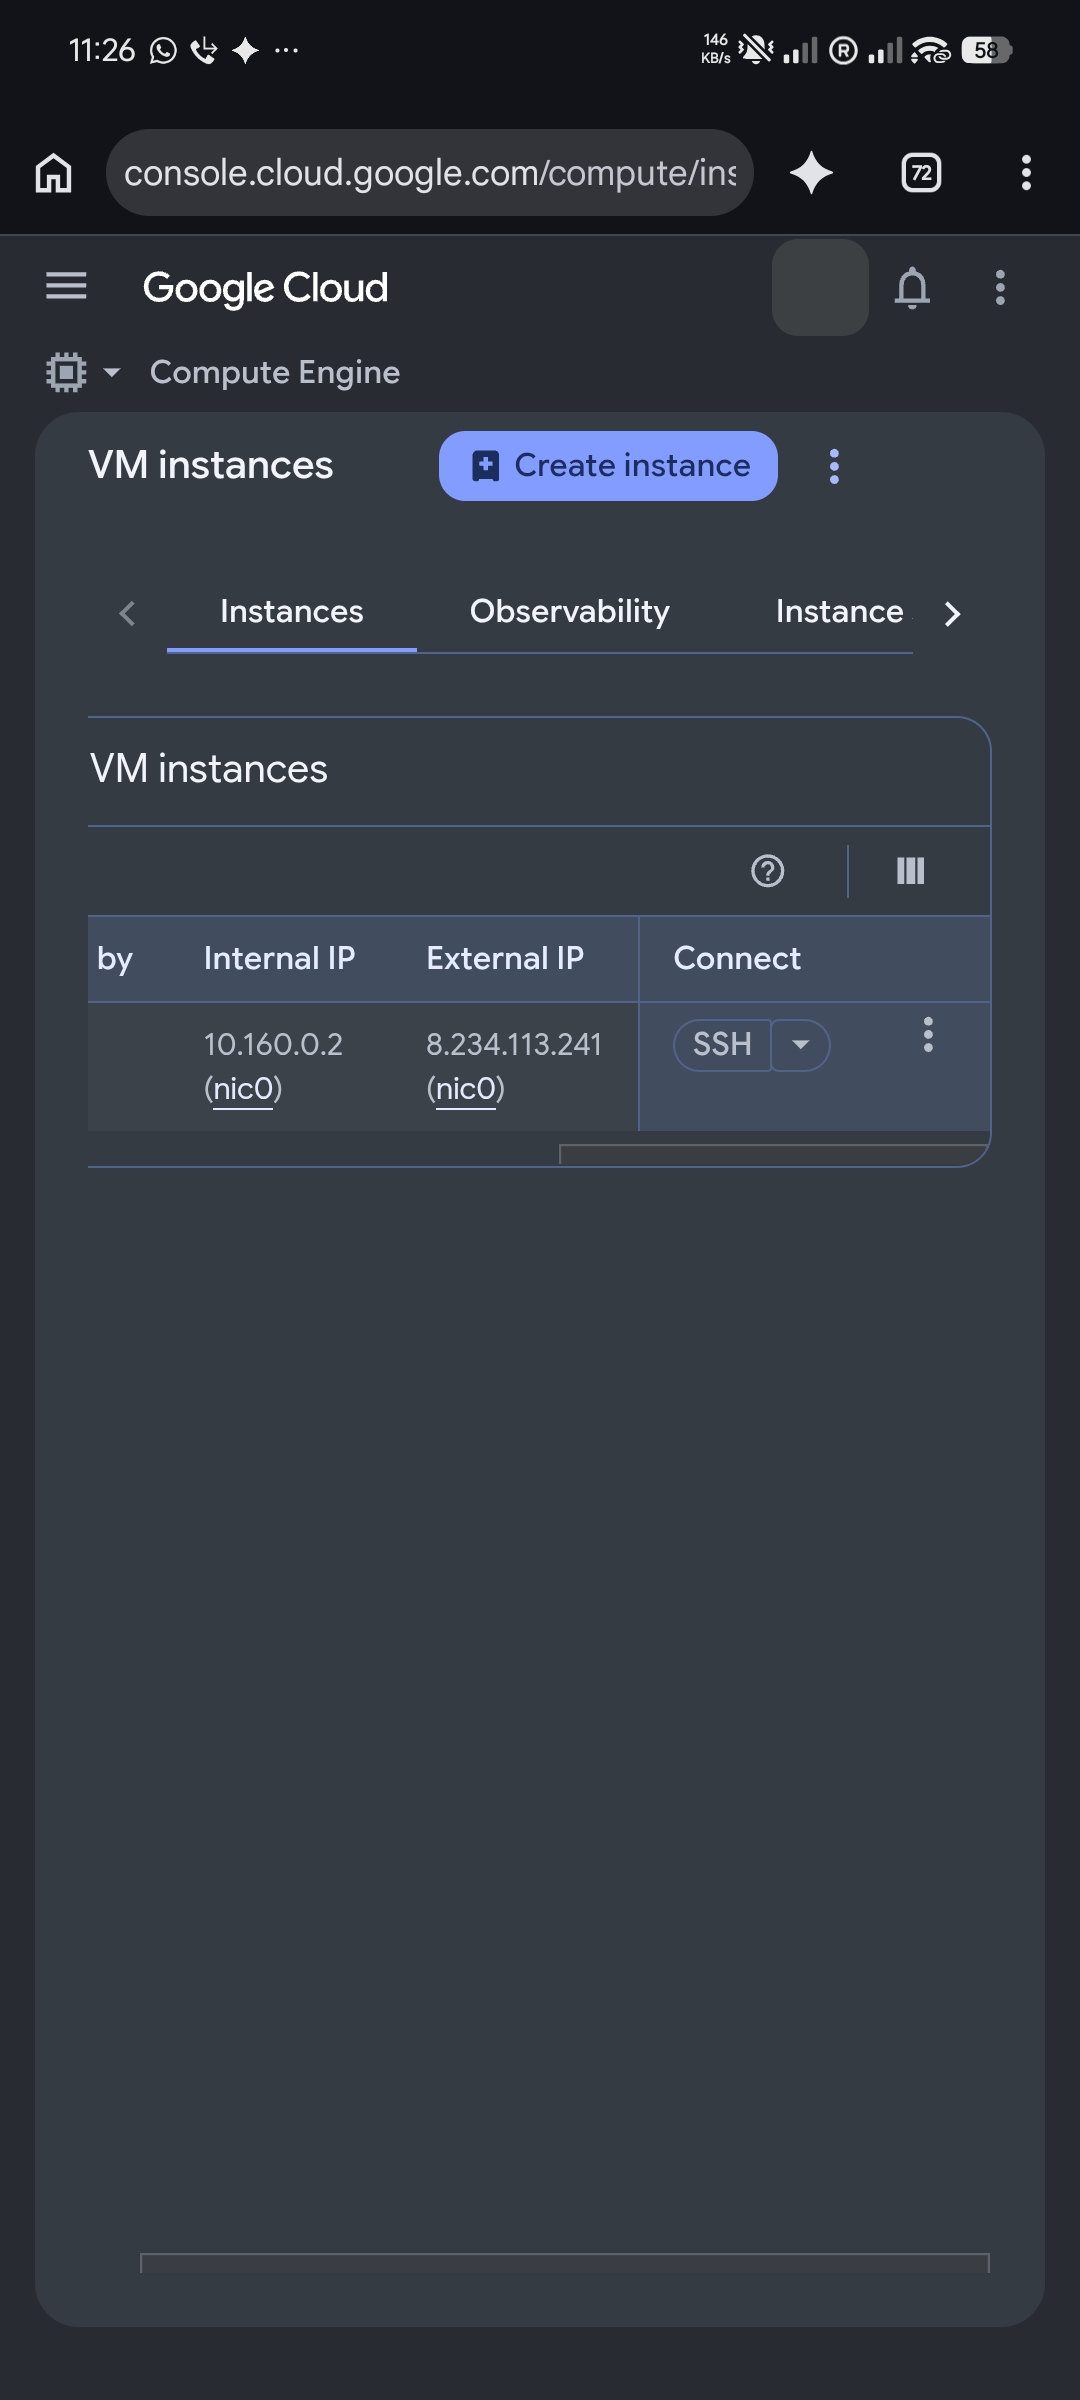 11:26 ...
146 KB/s R 58
console.cloud.google.com/compute/ins
72
Google Cloud
Compute Engine
VM instances Create instance
Instances Observability Instance
VM instances
by Internal IP External IP Connect
10.160.0.2 8.234.113.241 SSH
(nic0) (nic0)